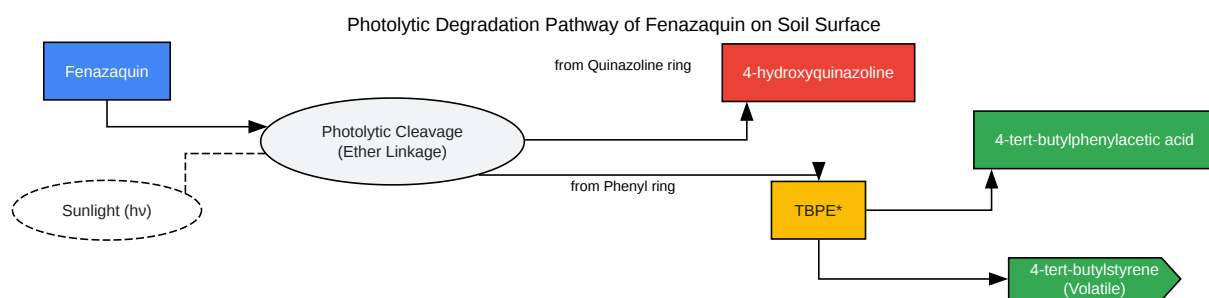 Photolytic Degradation Pathway of Fenazaquin on Soil Surface
Fenazaquin
from Quinazoline ring
4-hydroxyquinazoline
Photolytic Cleavage
(Ether Linkage)
4-tert-butylphenylacetic acid
from Phenyl ring
Sunlight (hν)
TBPE*
4-tert-butylstyrene
(Volatile)